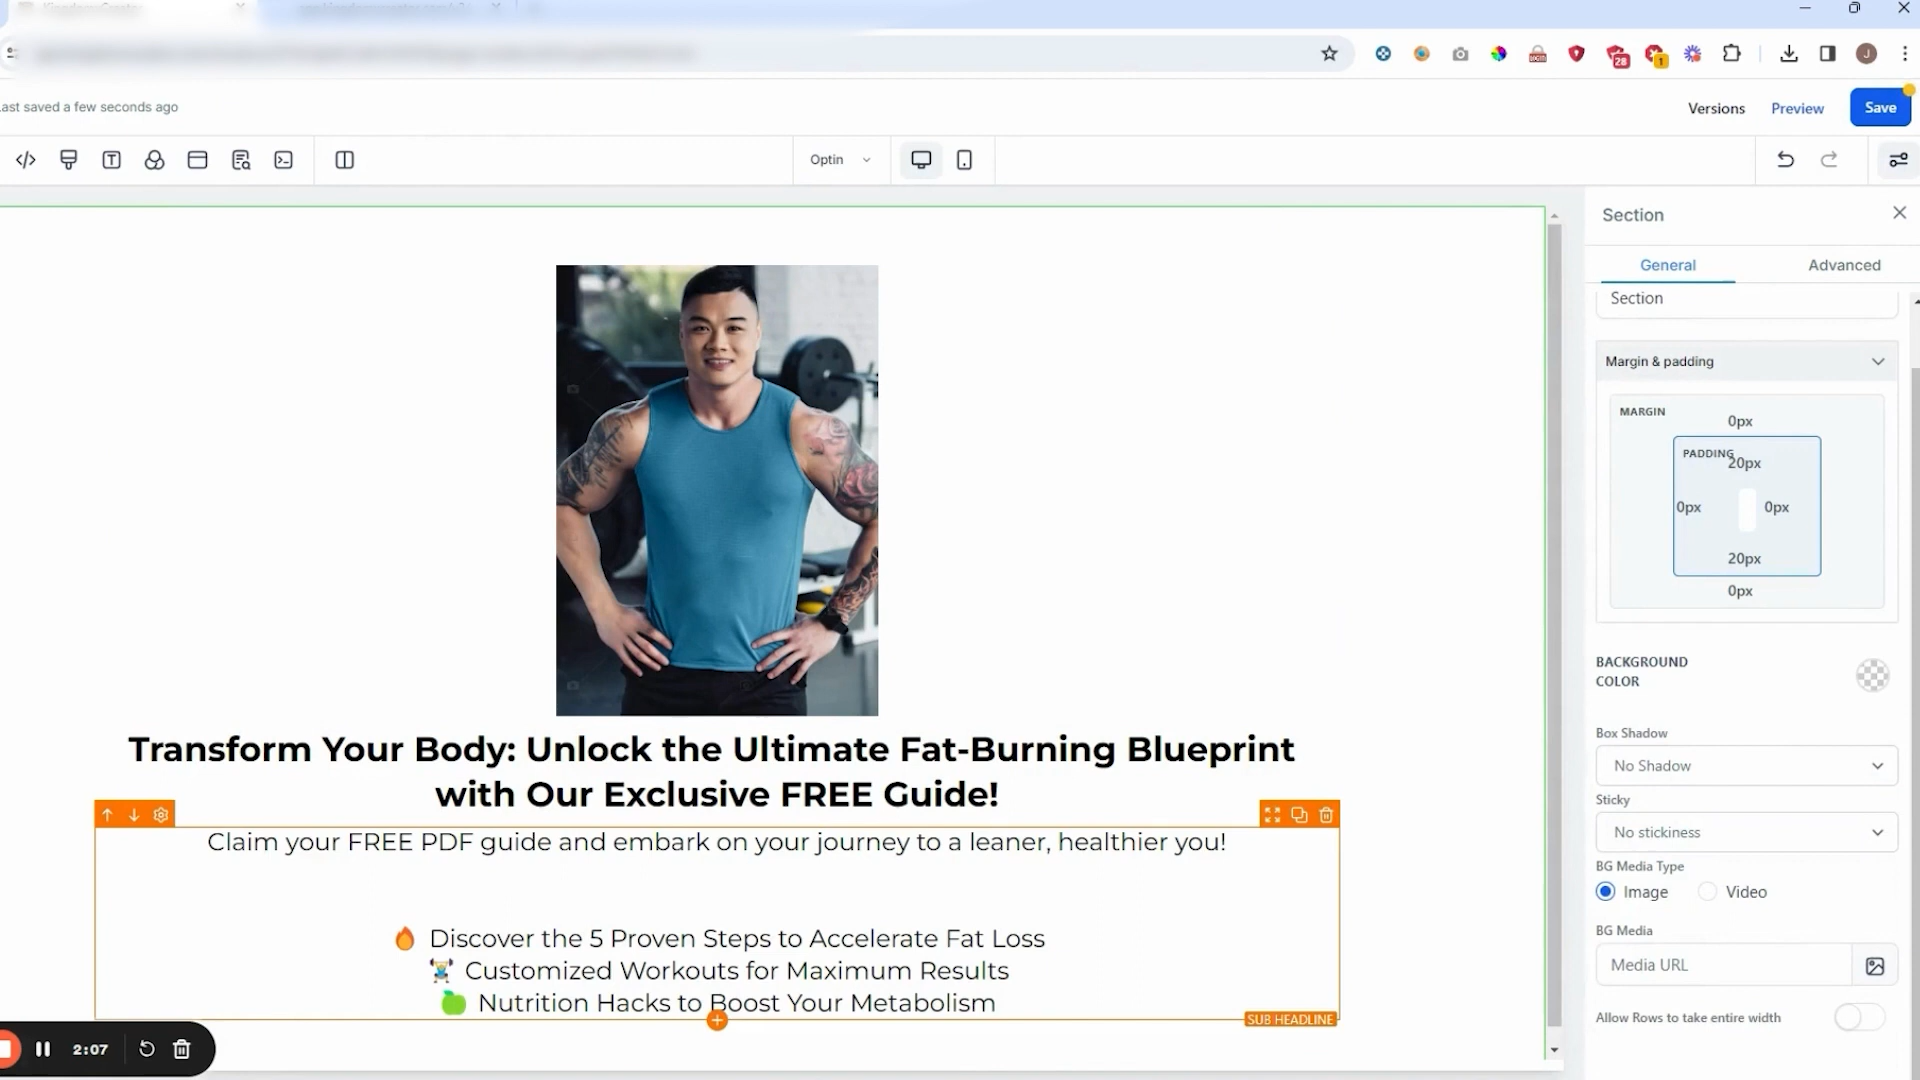 28
1
J
ast saved a few seconds ago
Versions
Preview
Save
Optin
Section
General
Advanced
Section
Margin & padding
MARGIN
0px
PADDING
20px
0px
0px
20px
0px
BACKGROUND
COLOR
Box Shadow
No Shadow
Sticky
No stickiness
BG Media Type
Image
Video
BG Media
Media URL
Allow Rows to take entire width
Transform Your Body: Unlock the Ultimate Fat-Burning Blueprint
with Our Exclusive FREE Guide!
Claim your FREE PDF guide and embark on your journey to a leaner, healthier you!
🔥 Discover the 5 Proven Steps to Accelerate Fat Loss
🏋️ Customized Workouts for Maximum Results
🍏 Nutrition Hacks to Boost Your Metabolism
SUB HEADLINE
2:07